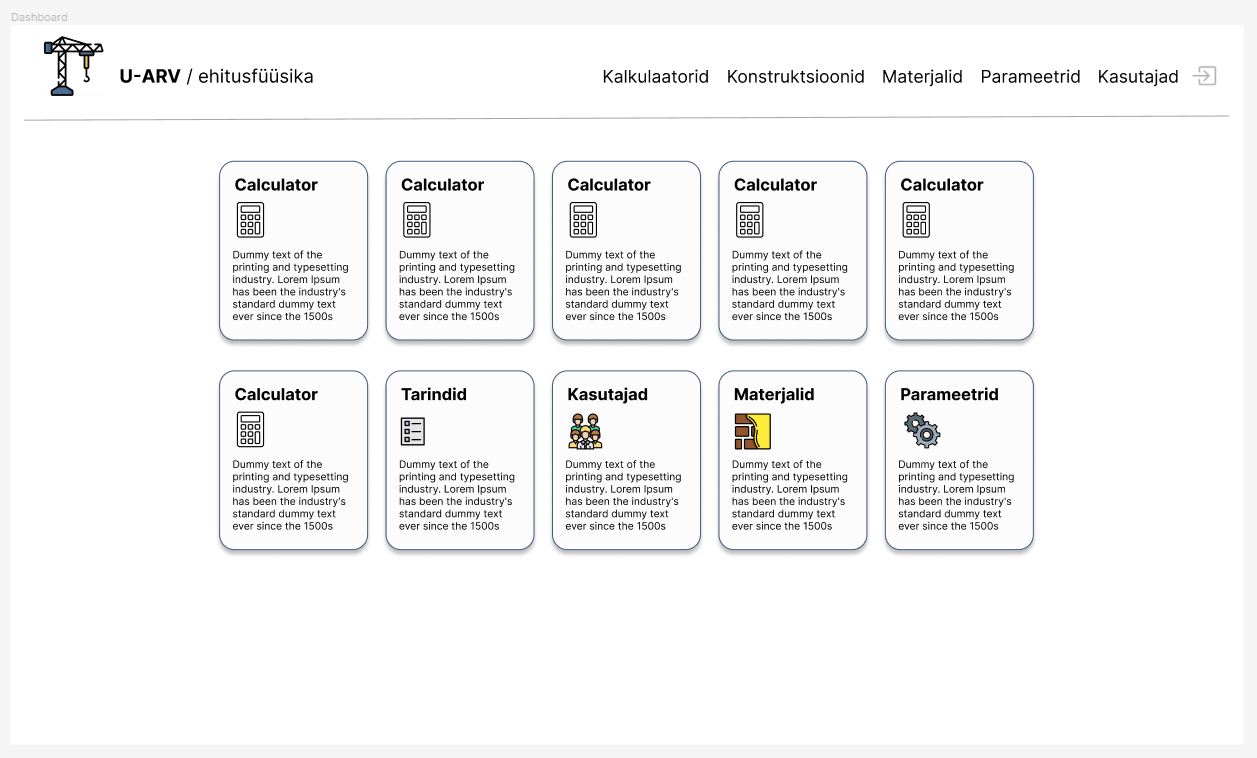 Dashboard
U-ARV / ehitusfüüsika
Kalkulaatorid Konstruktsioonid Materjalid Parameetrid Kasutajad
Calculator
Dummy text of the
printing and typesetting
industry. Lorem Ipsum
has been the industry's
standard dummy text
ever since the 1500s
Calculator
Dummy text of the
printing and typesetting
industry. Lorem Ipsum
has been the industry's
standard dummy text
ever since the 1500s
Calculator
Dummy text of the
printing and typesetting
industry. Lorem Ipsum
has been the industry's
standard dummy text
ever since the 1500s
Calculator
Dummy text of the
printing and typesetting
industry. Lorem Ipsum
has been the industry's
standard dummy text
ever since the 1500s
Calculator
Dummy text of the
printing and typesetting
industry. Lorem Ipsum
has been the industry's
standard dummy text
ever since the 1500s
Calculator
Dummy text of the
printing and typesetting
industry. Lorem Ipsum
has been the industry's
standard dummy text
ever since the 1500s
Tarindid
Dummy text of the
printing and typesetting
industry. Lorem Ipsum
has been the industry's
standard dummy text
ever since the 1500s
Kasutajad
Dummy text of the
printing and typesetting
industry. Lorem Ipsum
has been the industry's
standard dummy text
ever since the 1500s
Materjalid
Dummy text of the
printing and typesetting
industry. Lorem Ipsum
has been the industry's
standard dummy text
ever since the 1500s
Parameetrid
Dummy text of the
printing and typesetting
industry. Lorem Ipsum
has been the industry's
standard dummy text
ever since the 1500s